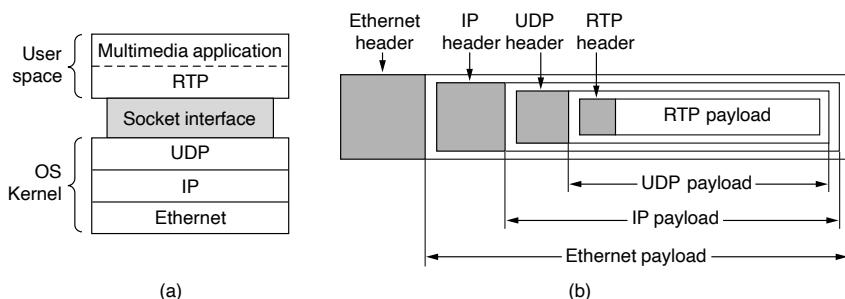 User
space
Multimedia application
RTP
Socket interface
OS
Kernel
UDP
IP
Ethernet
(a)
Ethernet
header
IP
header
UDP
header
RTP
header
RTP payload
UDP payload
IP payload
Ethernet payload
(b)